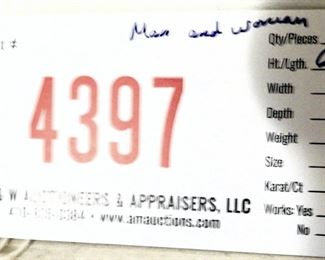 Man and woman
#
Qty/Pieces
Ht./Lgth.
Width
4397
Depth
Weight
Size
& APPRAISERS, LLC
Karat/Ct
www.amauctions.com
Works: Yes
No